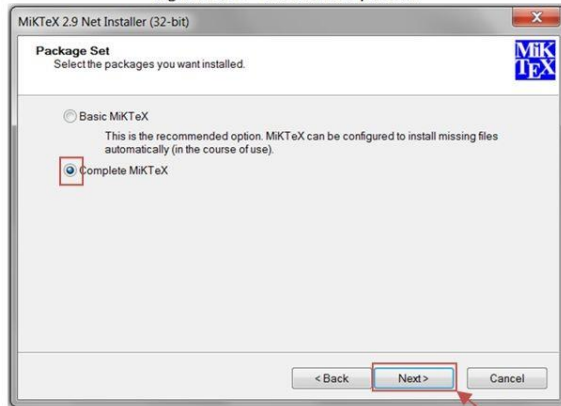 MiKTeX 2.9 Net Installer (32-bit)
Package Set
Select the packages you want installed.
MiK
TEX
Basic MiKTeX
This is the recommended option. MiKTeX can be configured to install missing files
automatically (in the course of use).
Complete MiKTeX
< Back
Next >
Cancel